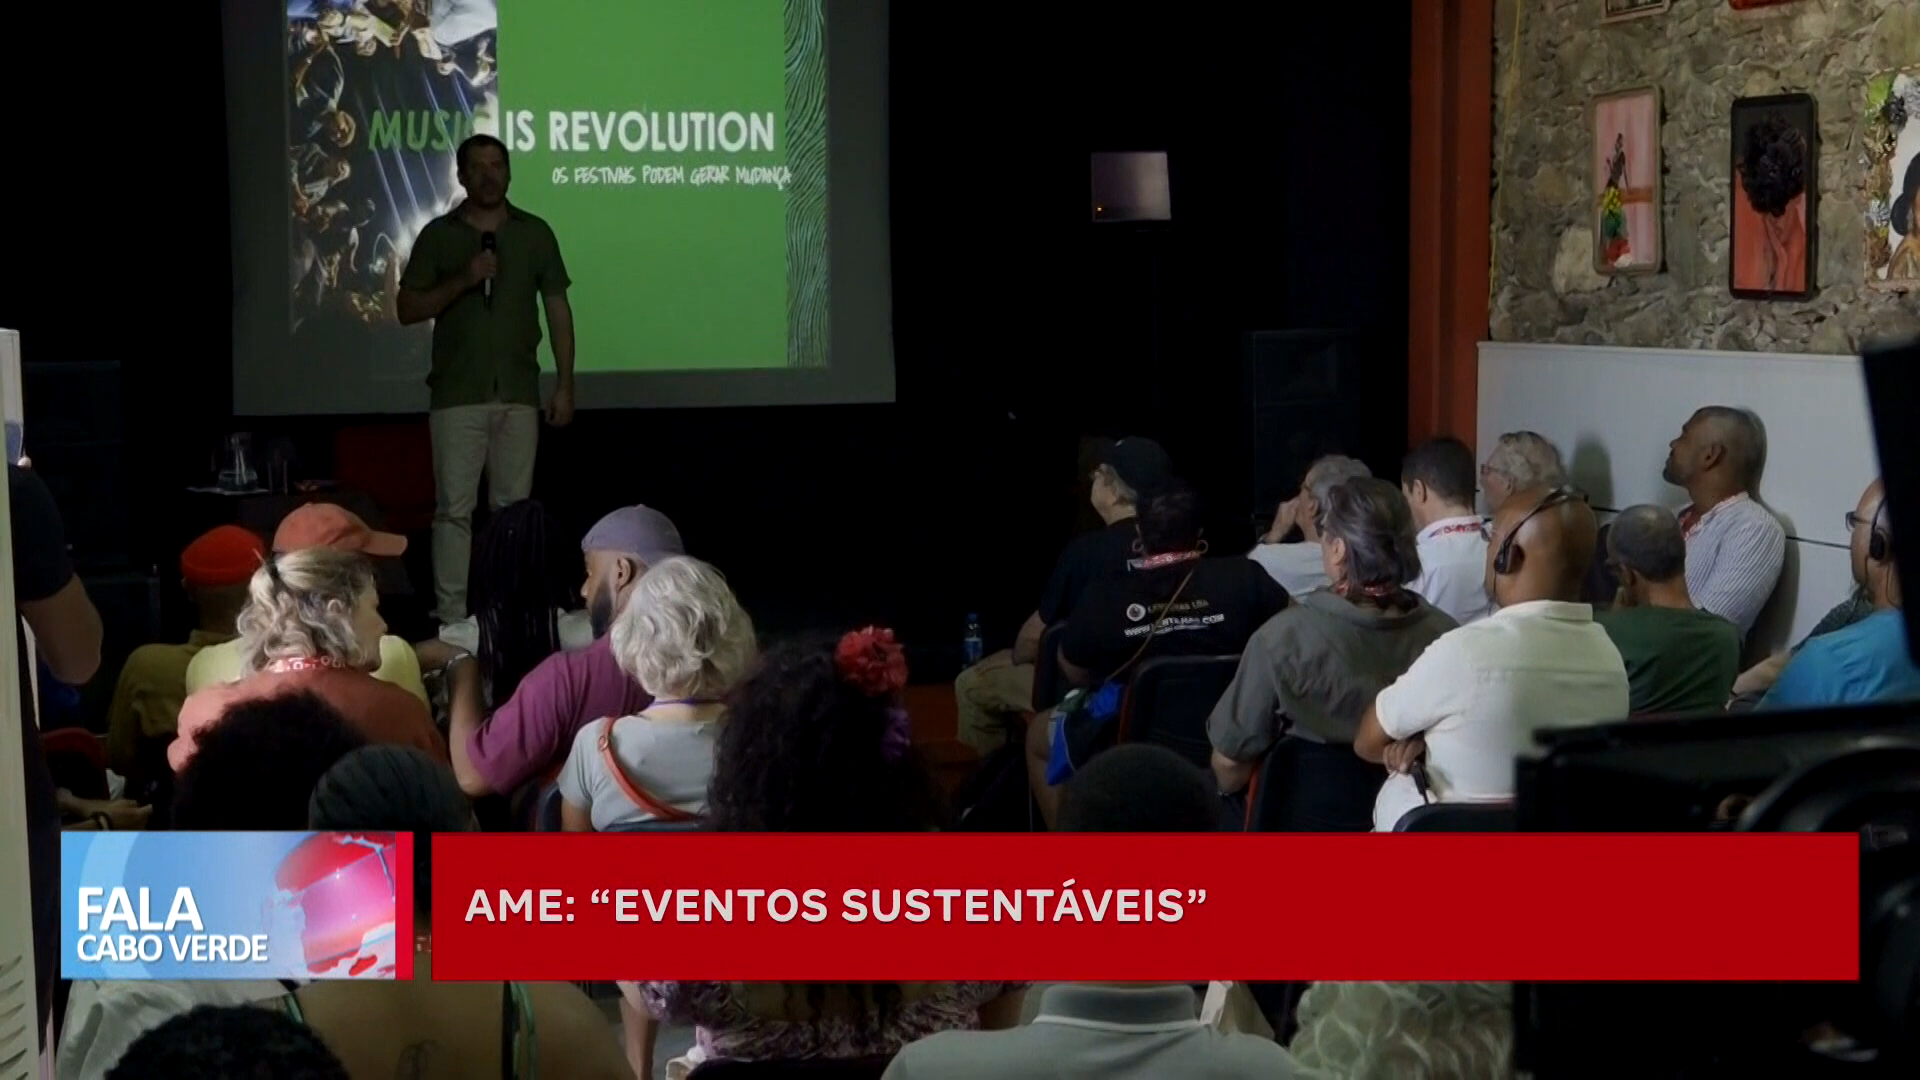 MUSIC IS REVOLUTION
OS FESTIVAIS PODEM GERAR MUDANÇA
FALA
CABO VERDE
AME: “EVENTOS SUSTENTÁVEIS”